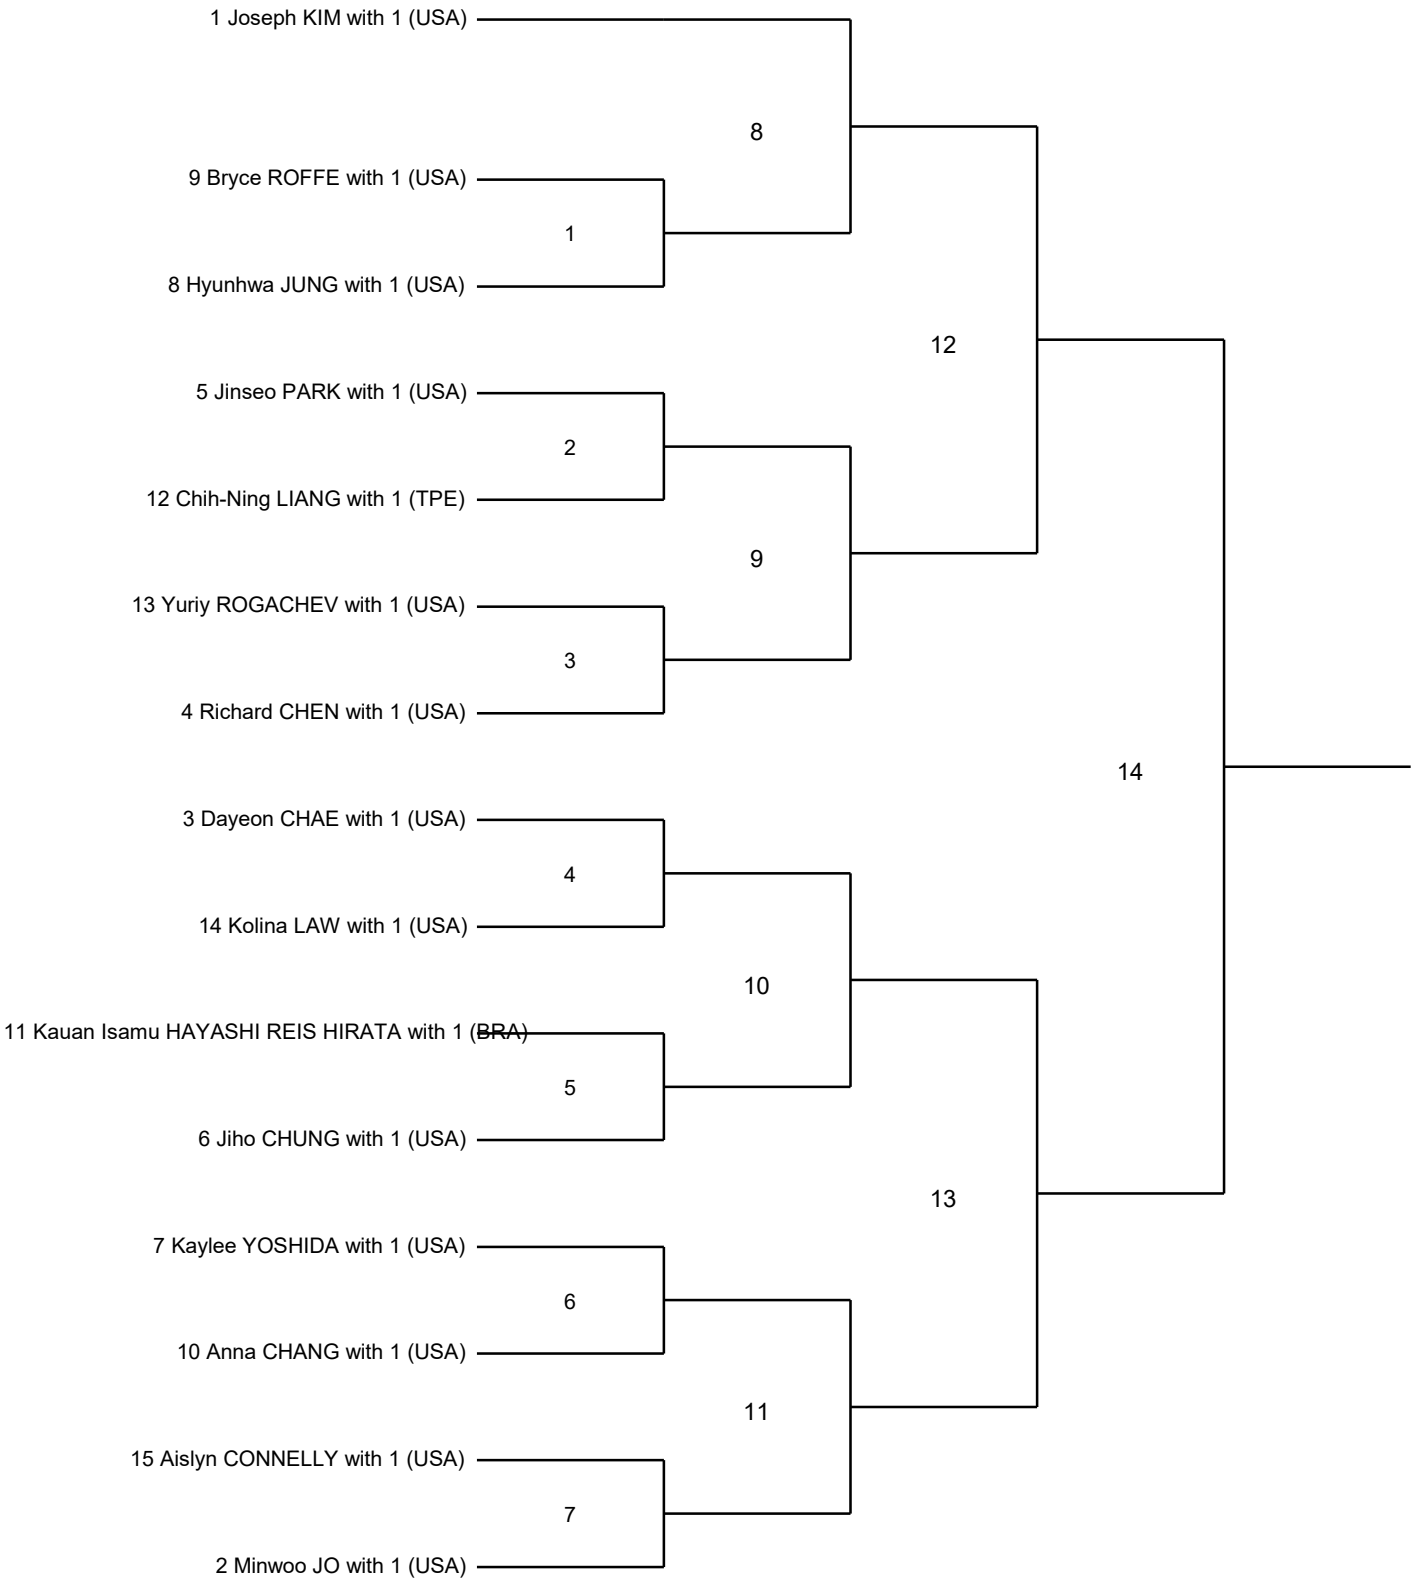 1 Joseph KIM with 1 (USA)
8
9 Bryce ROFFE with 1 (USA)
1
8 Hyunhwa JUNG with 1 (USA)
12
5 Jinseo PARK with 1 (USA)
2
12 Chih-Ning LIANG with 1 (TPE)
9
13 Yuriy ROGACHEV with 1 (USA)
3
4 Richard CHEN with 1 (USA)
14
3 Dayeon CHAE with 1 (USA)
4
14 Kolina LAW with 1 (USA)
10
11 Kauan Isamu HAYASHI REIS HIRATA with 1 (BRA)
5
6 Jiho CHUNG with 1 (USA)
13
7 Kaylee YOSHIDA with 1 (USA)
6
10 Anna CHANG with 1 (USA)
11
15 Aislyn CONNELLY with 1 (USA)
7
2 Minwoo JO with 1 (USA)